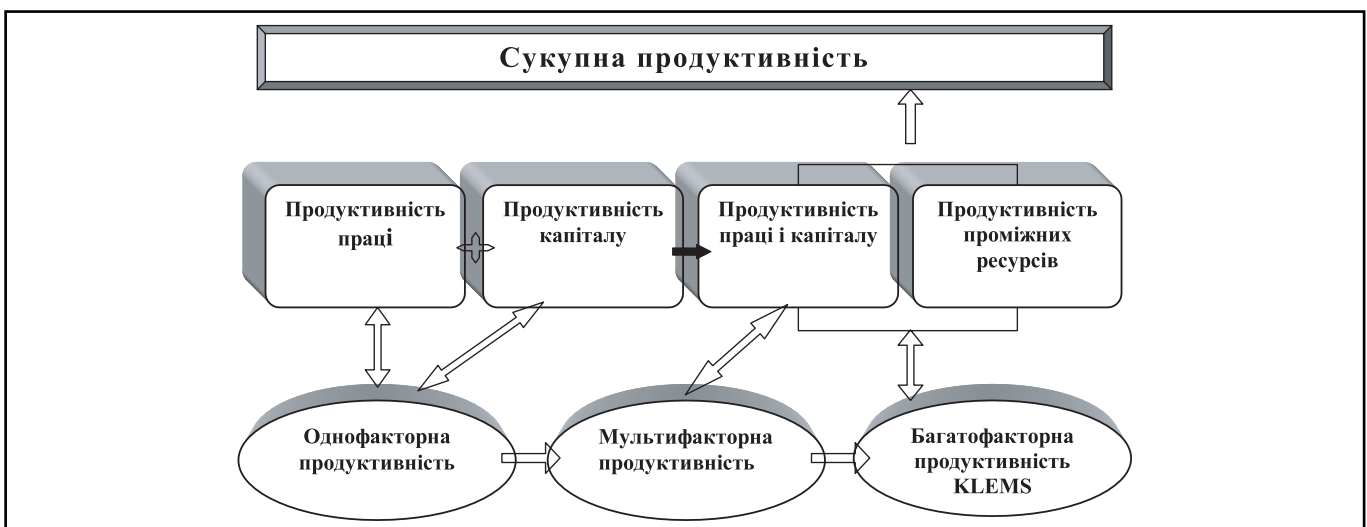 Сукупна продуктивність
Продуктивність
праці
Продуктивність
капіталу
Продуктивність
праці і капіталу
Продуктивність
проміжних
ресурсів
Однофакторна
продуктивність
Мультифакторна
продуктивність
Багатофакторна
продуктивність
KLEMS